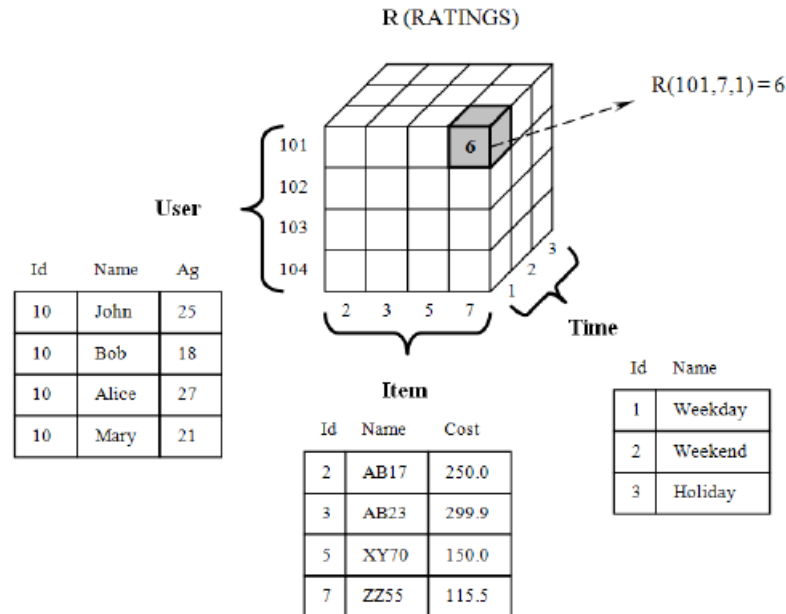 R (RATINGS)
R(101,7,1)=6
101
6
102
User
103
104
2 3 5 7
1
2
3
Time
Id Name Ag
10 John 25
10 Bob 18
10 Alice 27
10 Mary 21
Item
Id Name Cost
2 AB17 250.0
3 AB23 299.9
5 XY70 150.0
7 ZZ55 115.5
Id Name
1 Weekday
2 Weekend
3 Holiday